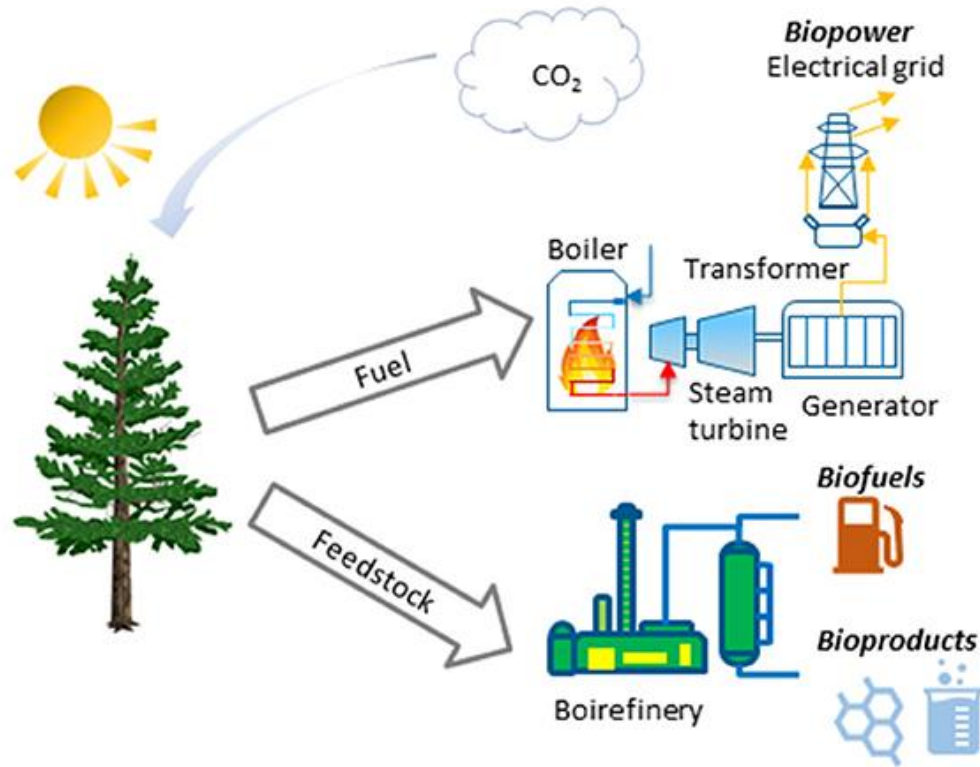 CO₂
Biopower
Electrical grid
Boiler
Transformer
Fuel
Steam
turbine
Generator
Feedstock
Biofuels
Bioproducts
Boirefinery